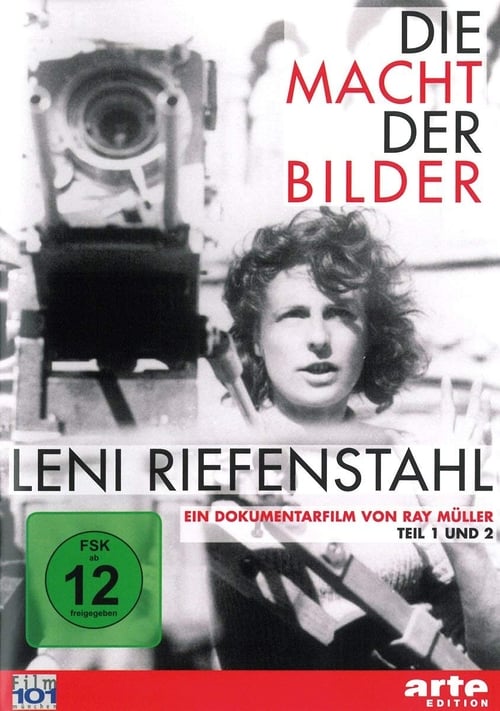 DIE
MACHT
DER
BILDER
LENI RIEFENSTAHL
EIN DOKUMENTARFILM VON RAY MÜLLER
TEIL 1 UND 2
FSK
ab
12
freigegeben
Film
101
münchen
arte
EDITION